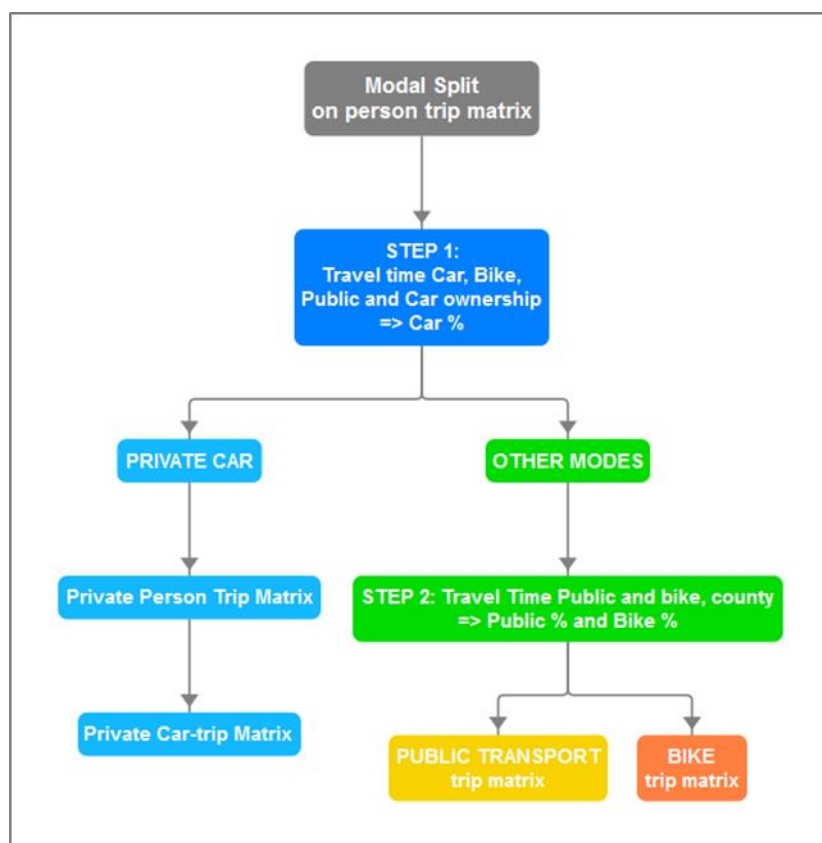 Modal Split
on person trip matrix
STEP 1:
Travel time Car, Bike,
Public and Car ownership
=> Car %
PRIVATE CAR
OTHER MODES
Private Person Trip Matrix
STEP 2: Travel Time Public and bike, county
=> Public % and Bike %
Private Car-trip Matrix
PUBLIC TRANSPORT
trip matrix
BIKE
trip matrix